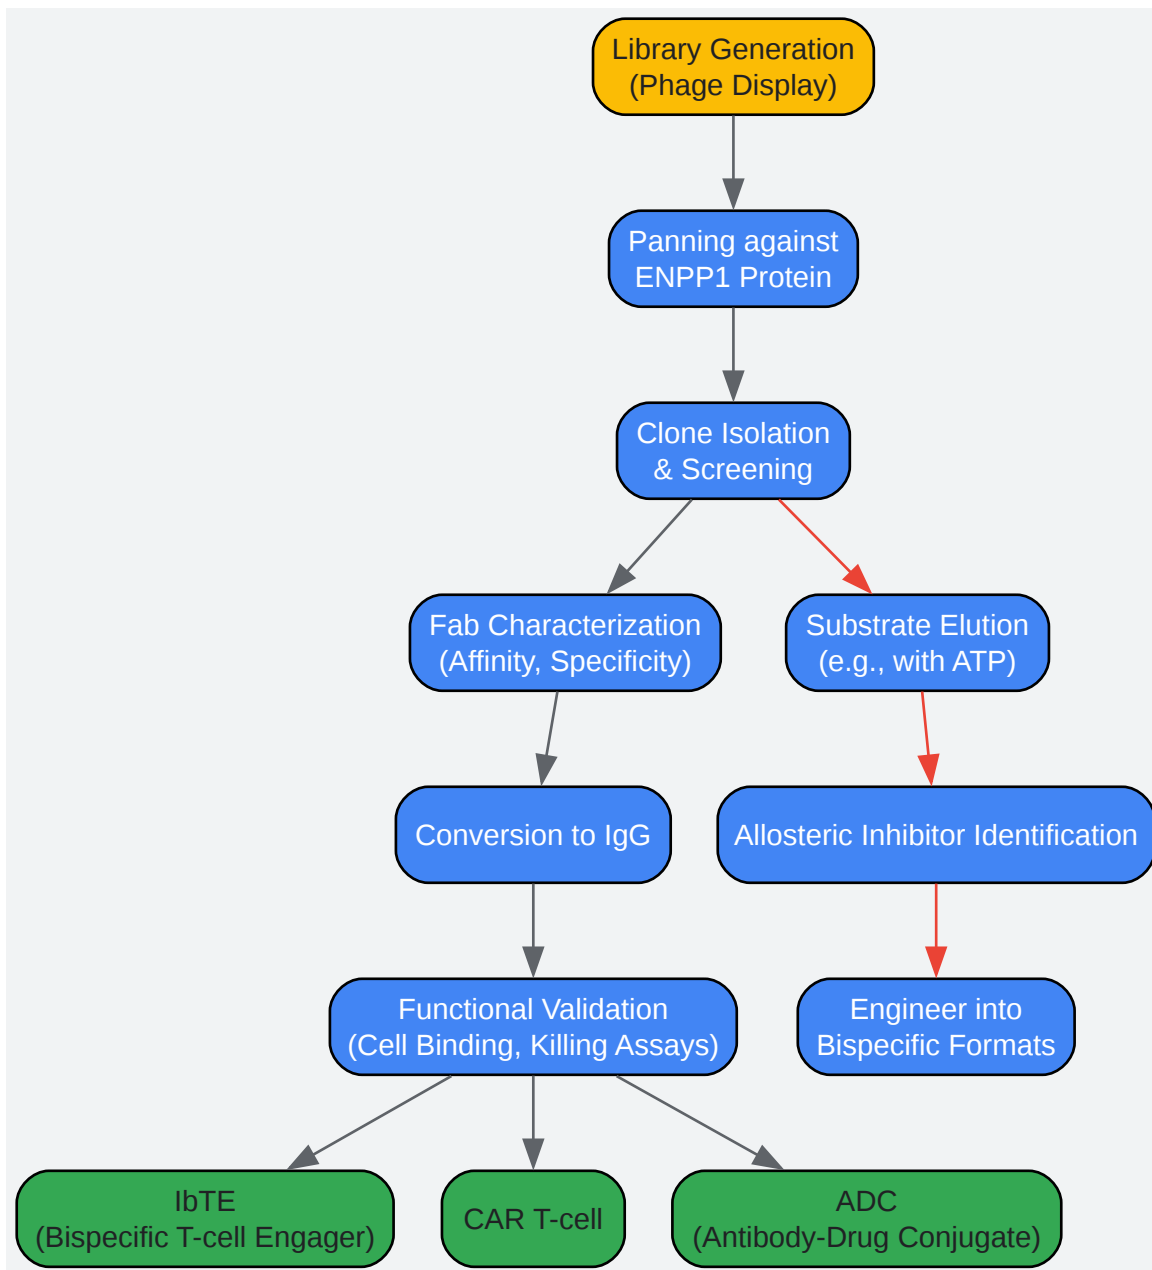 Library Generation
(Phage Display)
Panning against
ENPP1 Protein
Clone Isolation
& Screening
Fab Characterization
(Affinity, Specificity)
Substrate Elution
(e.g., with ATP)
Conversion to IgG
Allosteric Inhibitor Identification
Functional Validation
(Cell Binding, Killing Assays)
Engineer into
Bispecific Formats
IbTE
(Bispecific T-cell Engager)
CAR T-cell
ADC
(Antibody-Drug Conjugate)